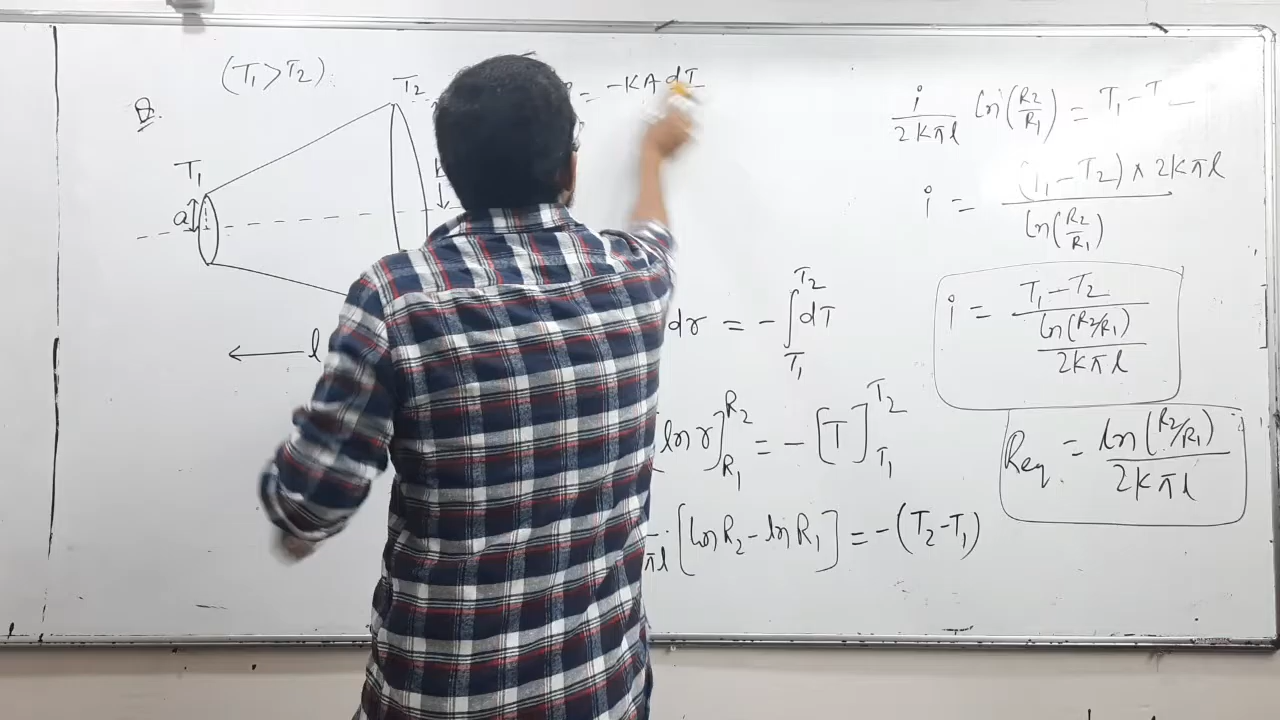 (T₁ > T₂)
Q.
T₂
T₁
a
l
= -KA dT
dr = - ∫_{T₁}^{T₂} dT
[ln r]_{R₁}^{R₂} = - [T]_{T₁}^{T₂}
πl [ln R₂ - ln R₁] = - (T₂ - T₁)
i / 2kπl ln(R₂/R₁) = T₁ - T
i = (T₁ - T₂) × 2kπl / ln(R₂/R₁)
i = T₁ - T₂ / ln(R₂/R₁) / 2kπl
Req. = ln(R₂/R₁) / 2kπl